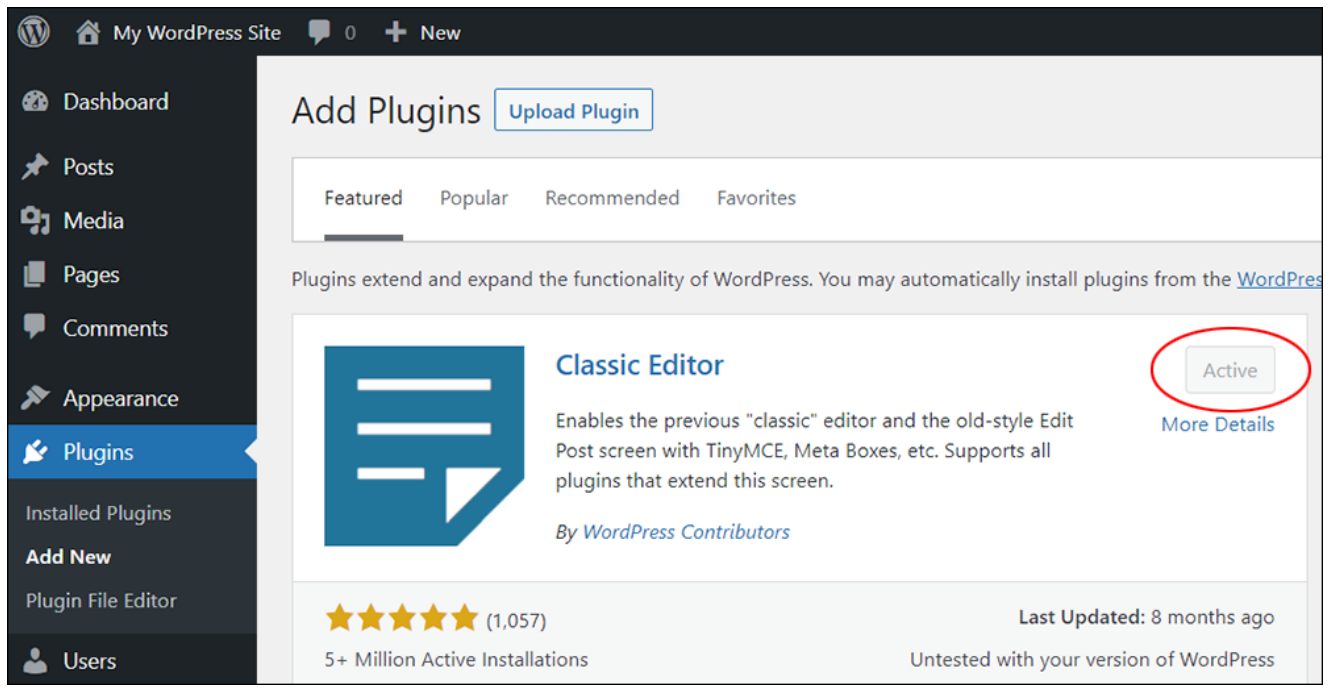 My WordPress Site 0 New
Dashboard
Posts
Media
Pages
Comments
Appearance
Plugins
Installed Plugins
Add New
Plugin File Editor
Users
Add Plugins Upload Plugin
Featured Popular Recommended Favorites
Plugins extend and expand the functionality of WordPress. You may automatically install plugins from the WordPres
Classic Editor
Active
More Details
Enables the previous "classic" editor and the old-style Edit
Post screen with TinyMCE, Meta Boxes, etc. Supports all
plugins that extend this screen.
By WordPress Contributors
(1,057)
5+ Million Active Installations
Last Updated: 8 months ago
Untested with your version of WordPress